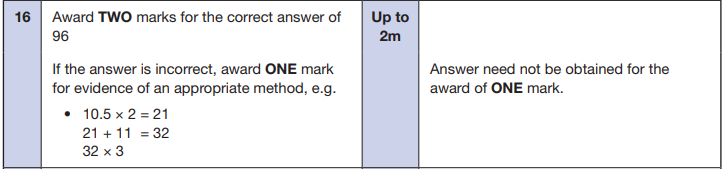 16
Award TWO marks for the correct answer of
96
If the answer is incorrect, award ONE mark
for evidence of an appropriate method, e.g.
• 10.5 × 2 = 21
21 + 11 = 32
32 × 3
Up to
2m
Answer need not be obtained for the
award of ONE mark.